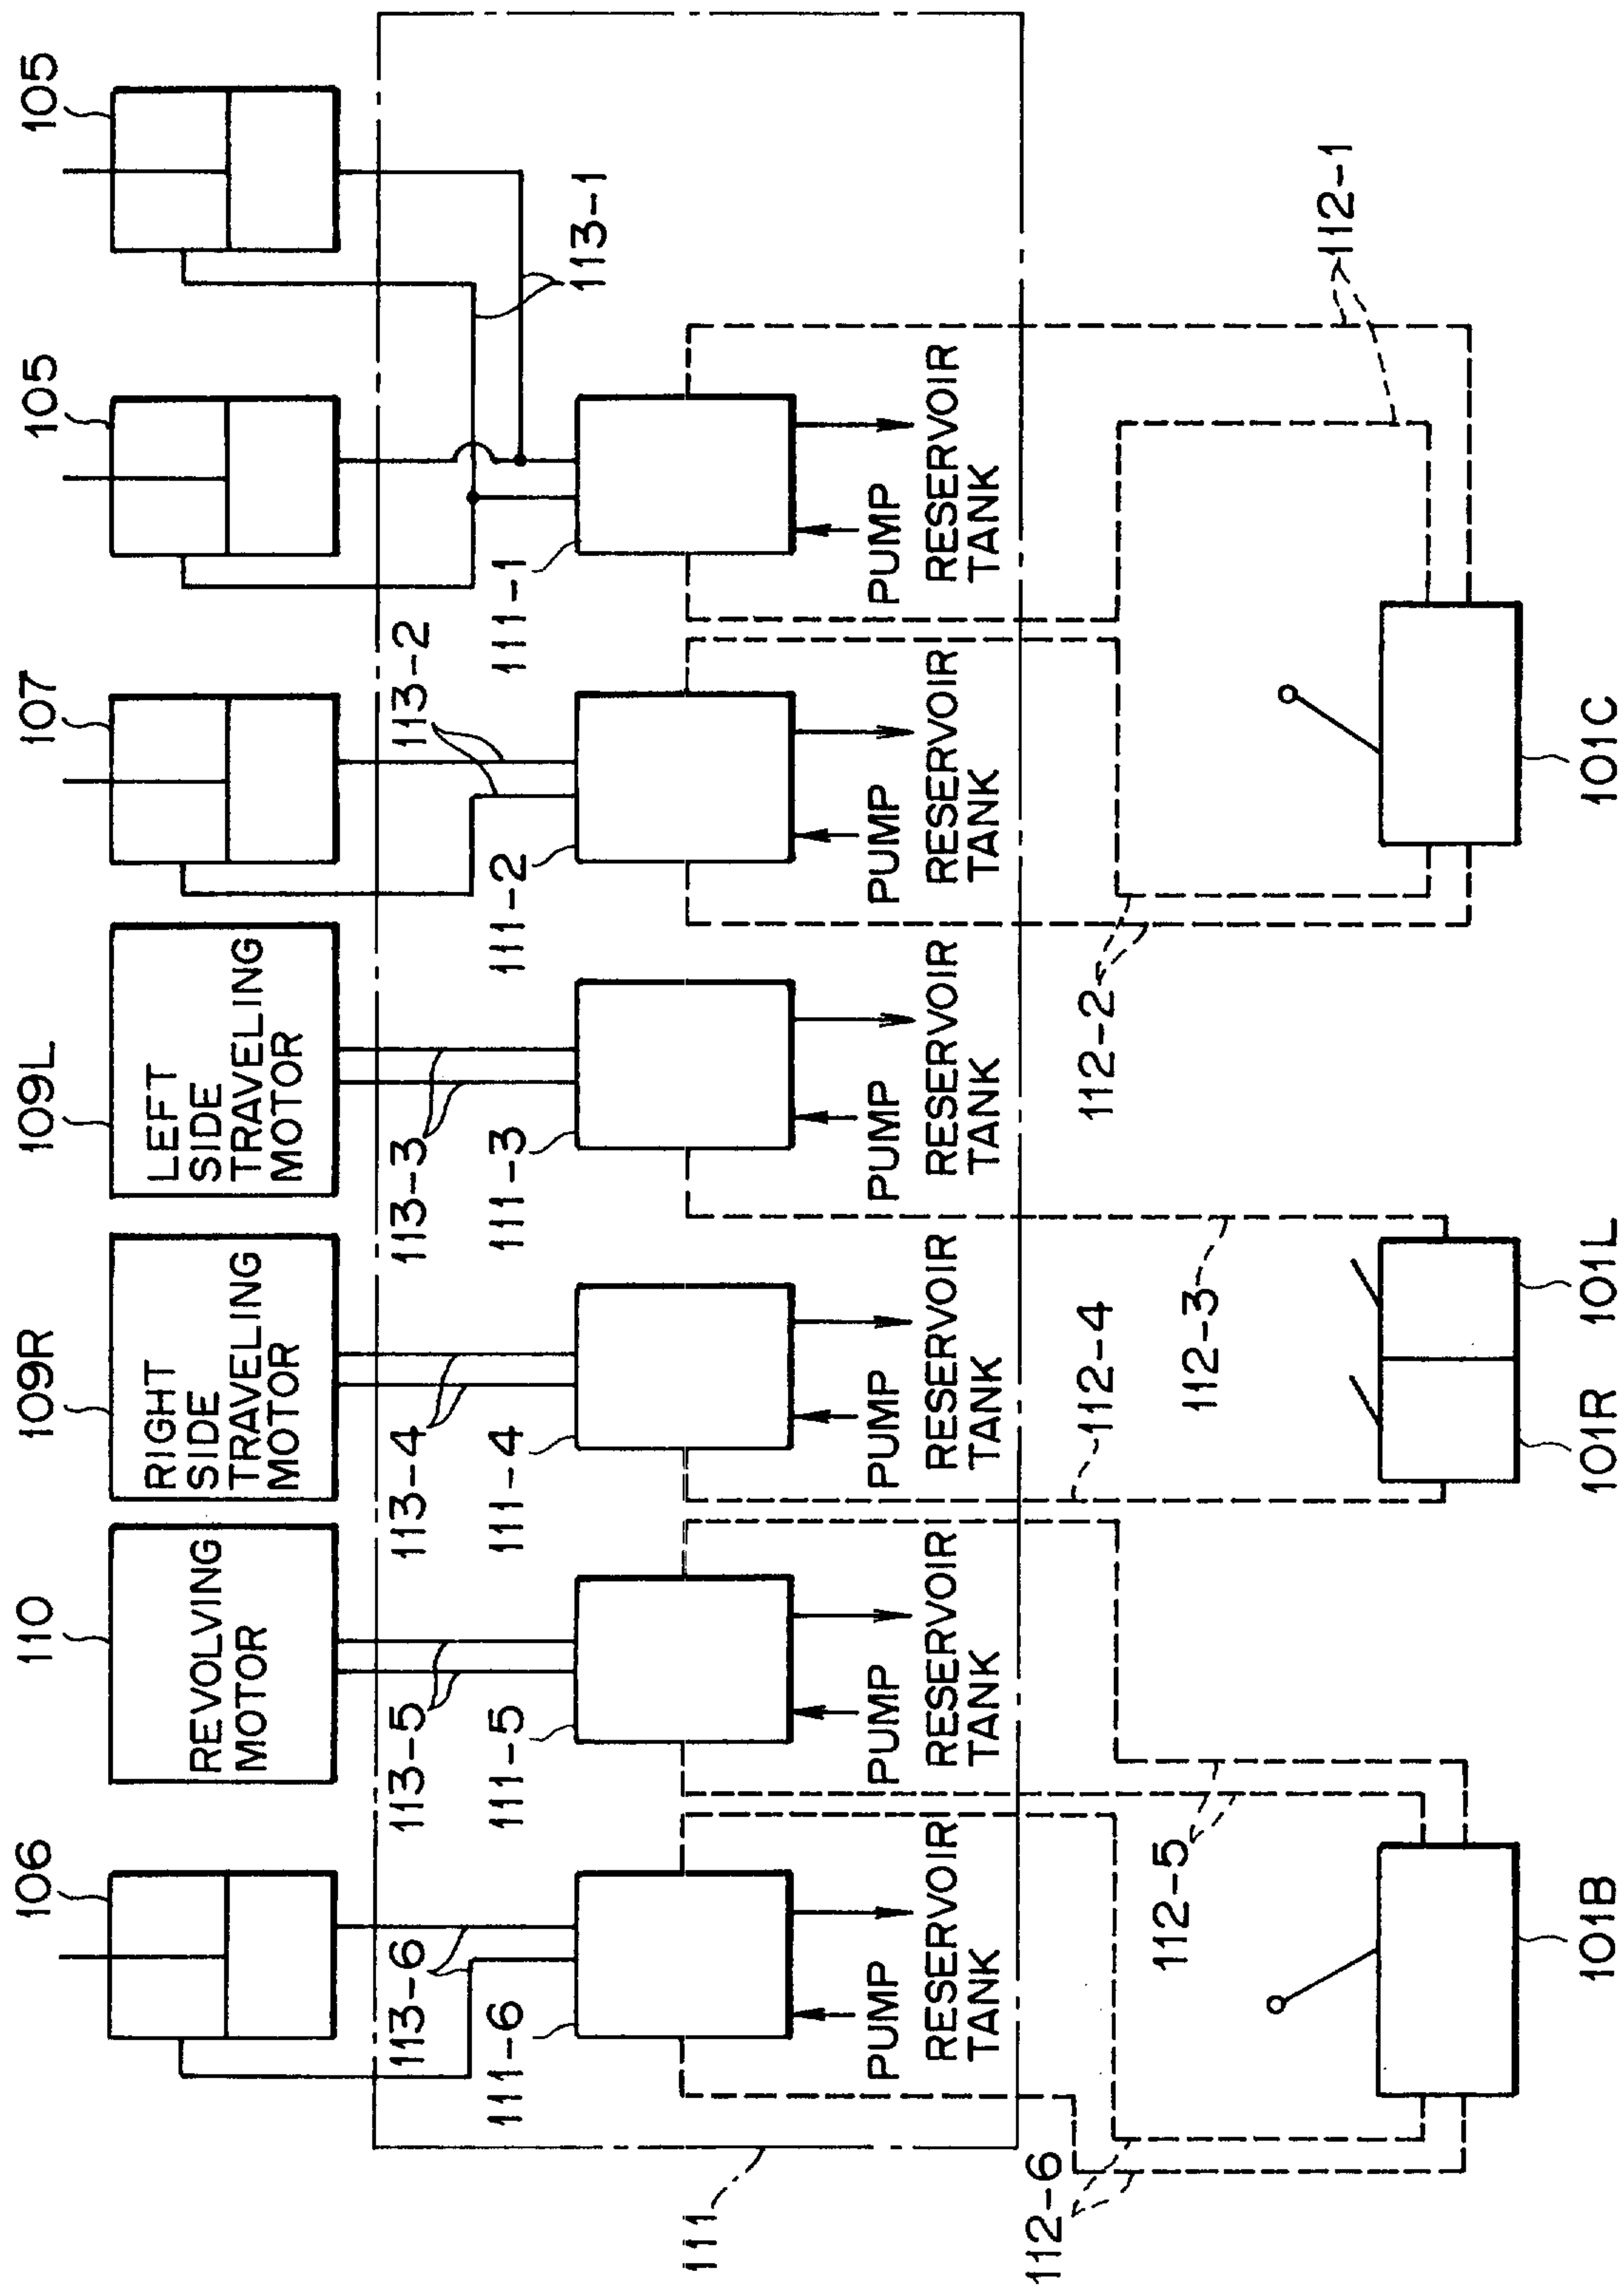 106
110
109R
109L
107
105
105
REVOLVING
MOTOR
RIGHT
SIDE
TRAVELING
MOTOR
LEFT
SIDE
TRAVELING
MOTOR
113-6
113-5
113-4
113-3
113-2
113-1
111-6
111-5
111-4
111-3
111-2
111-1
PUMP
RESERVOIR
TANK
PUMP
RESERVOIR
TANK
PUMP
RESERVOIR
TANK
PUMP
RESERVOIR
TANK
PUMP
RESERVOIR
TANK
PUMP
RESERVOIR
TANK
111
112-6
112-5
112-4
112-3
112-2
112-1
101B
101R
101L
101C